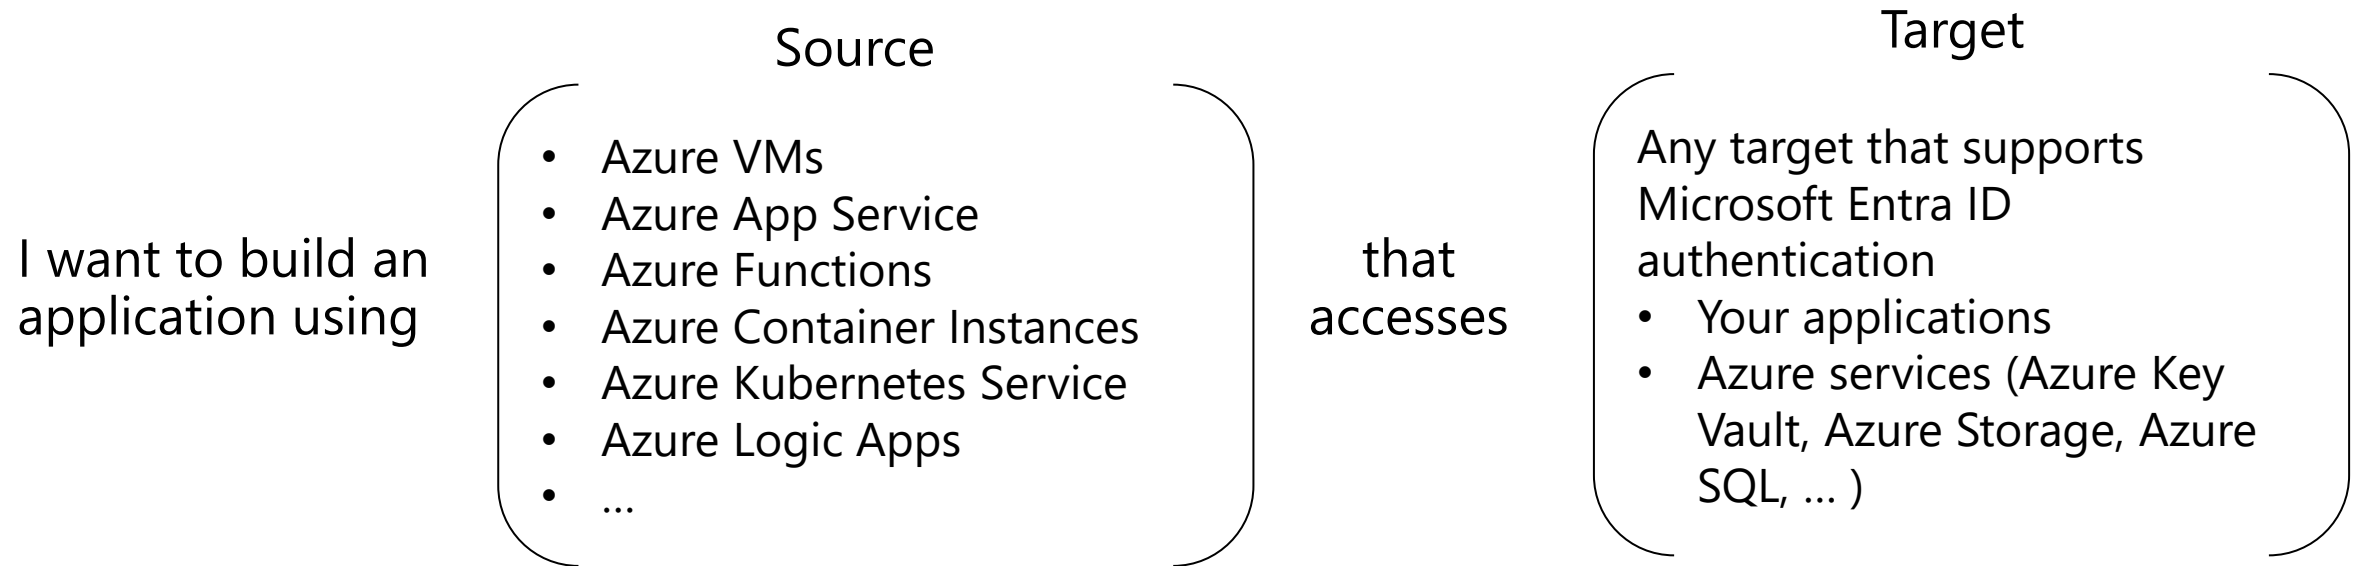 I want to build an
application using
Source
• Azure VMs
• Azure App Service
• Azure Functions
• Azure Container Instances
• Azure Kubernetes Service
• Azure Logic Apps
• ...
that
accesses
Target
Any target that supports
Microsoft Entra ID
authentication
• Your applications
• Azure services (Azure Key
Vault, Azure Storage, Azure
SQL, ... )